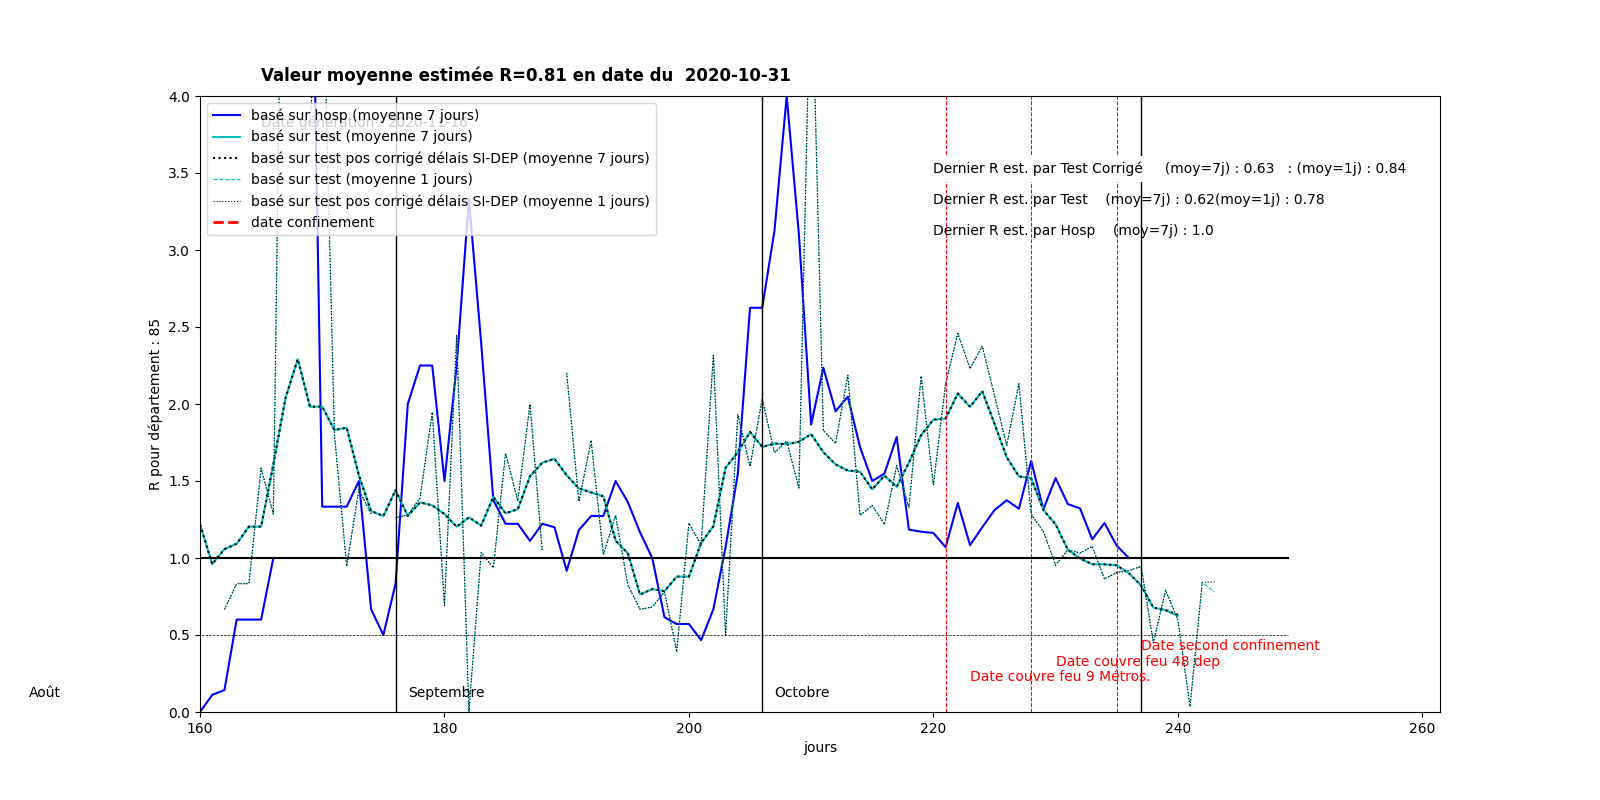 Valeur moyenne estimée R=0.81 en date du  2020-10-31
Date génération : 2020-11-16
basé sur hosp (moyenne 7 jours)
basé sur test (moyenne 7 jours)
basé sur test pos corrigé délais SI-DEP (moyenne 7 jours)
basé sur test (moyenne 1 jours)
basé sur test pos corrigé délais SI-DEP (moyenne 1 jours)
date confinement
Dernier R est. par Test Corrigé (moy=7j) : 0.63 : (moy=1j) : 0.84
Dernier R est. par Test (moy=7j) : 0.62(moy=1j) : 0.78
Dernier R est. par Hosp (moy=7j) : 1.0
4.0
3.5
3.0
2.5
2.0
1.5
1.0
0.5
0.0
R pour département : 85
Date second confinement
Date couvre feu 48 dep
Date couvre feu 9 Métros.
Août
Septembre
Octobre
160
180
200
220
240
260
jours